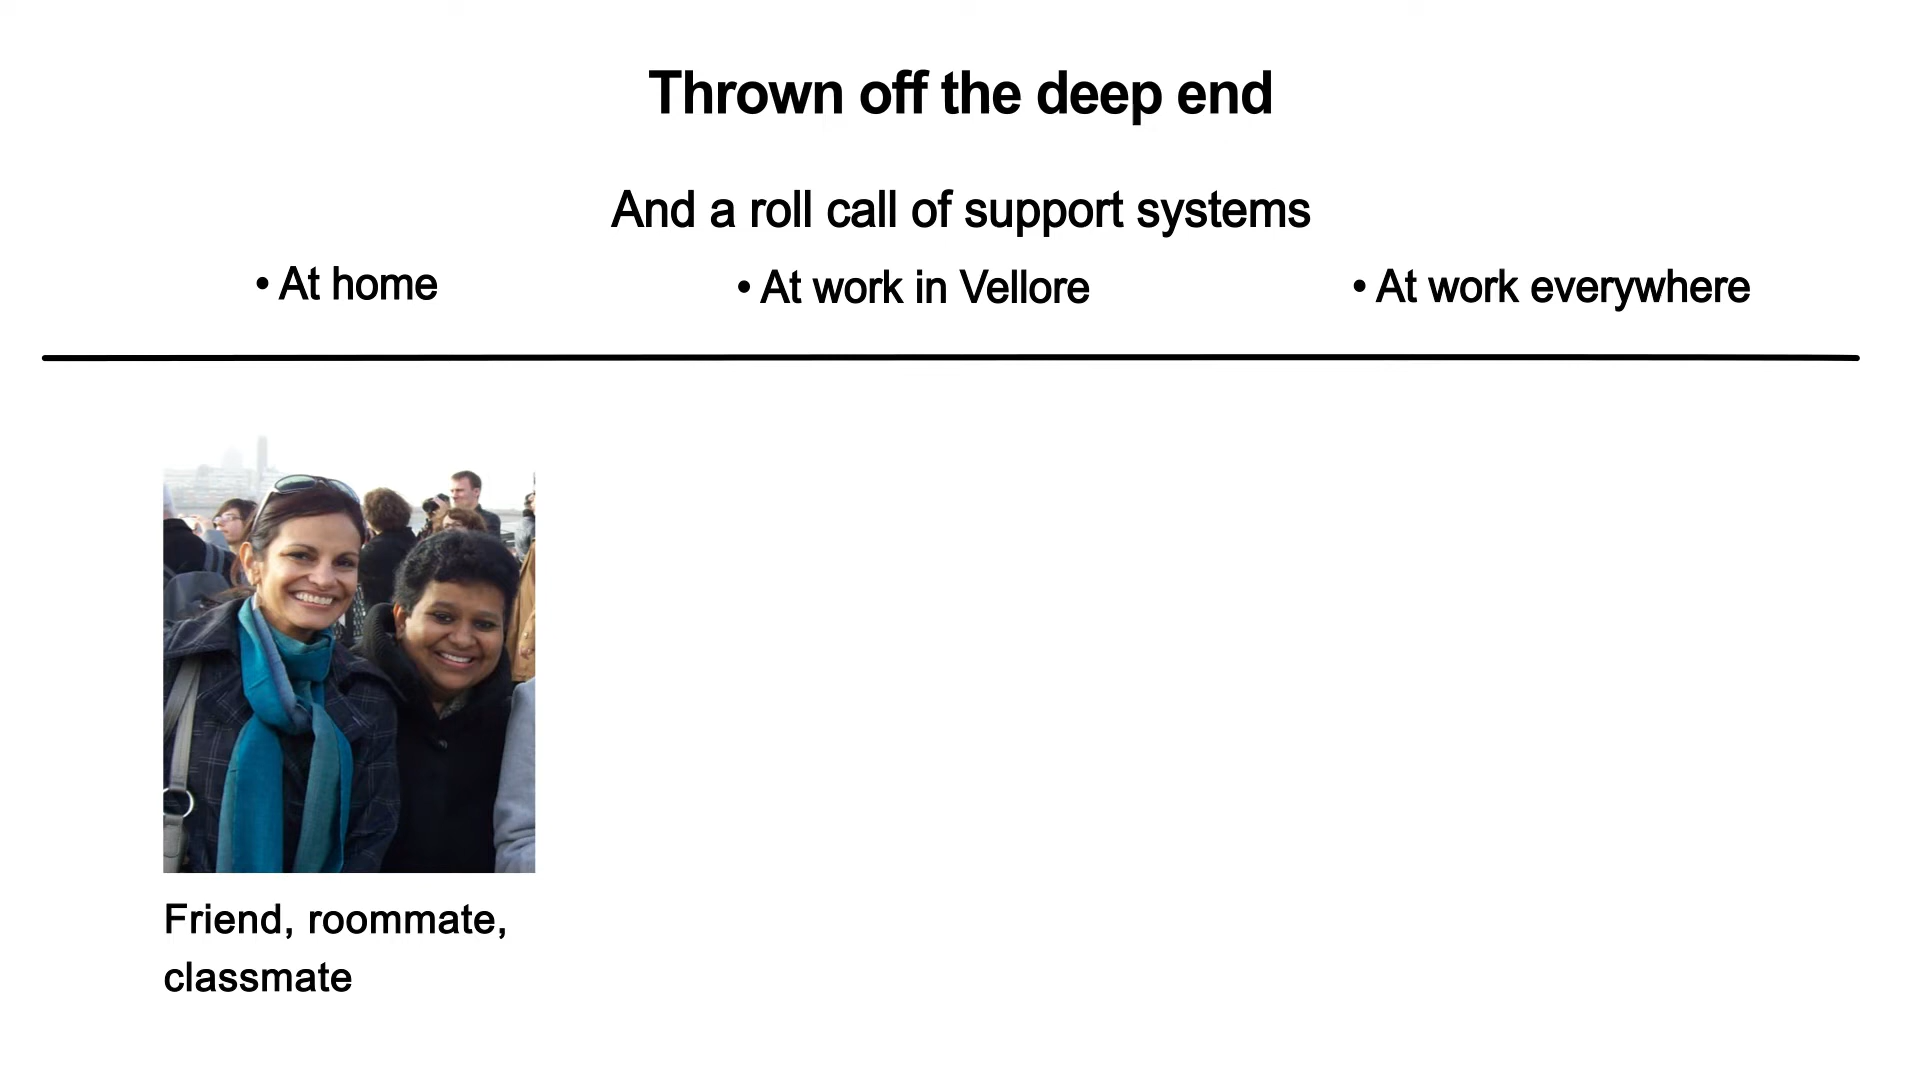 Thrown off the deep end
And a roll call of support systems
• At home
• At work in Vellore
• At work everywhere
Friend, roommate,
classmate